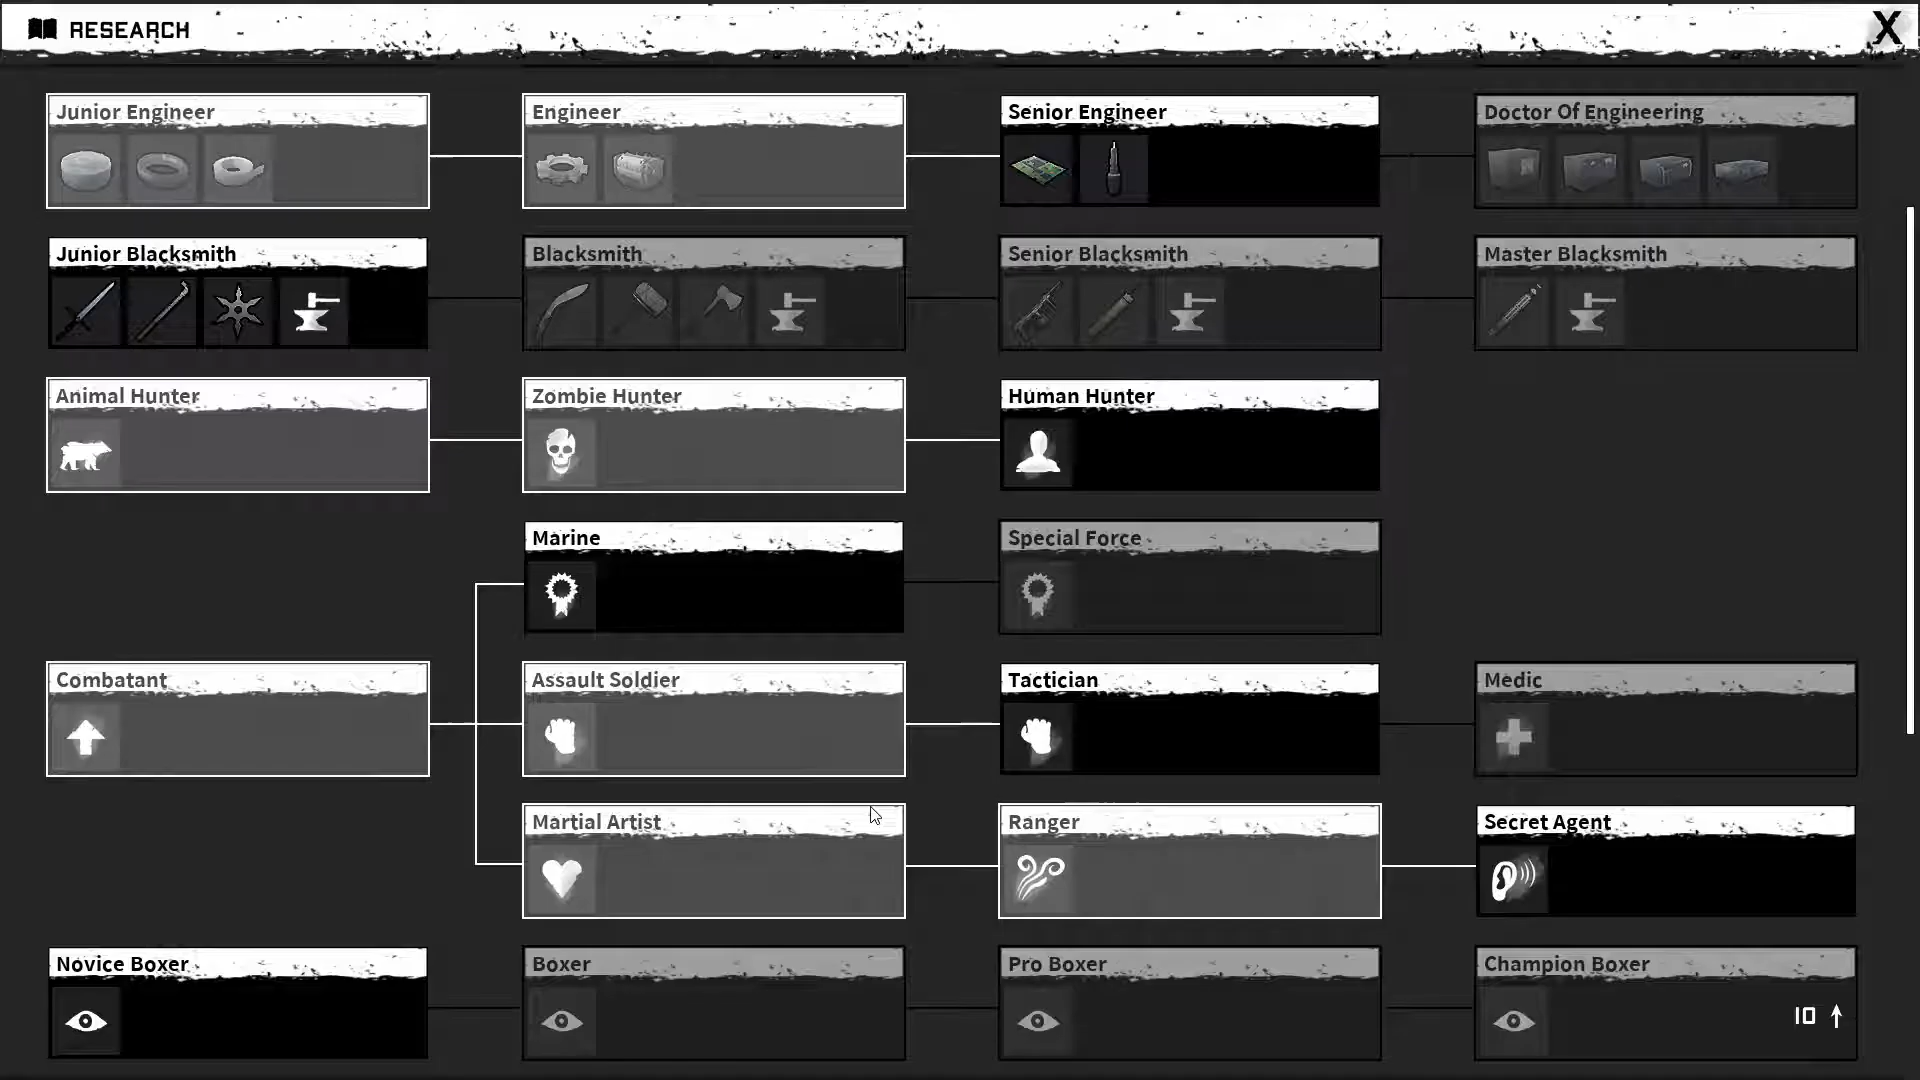 RESEARCH
X
Junior Engineer
Engineer
Senior Engineer
Doctor Of Engineering
Junior Blacksmith
Blacksmith
Senior Blacksmith
Master Blacksmith
Animal Hunter
Zombie Hunter
Human Hunter
Marine
Special Force
Combatant
Assault Soldier
Tactician
Medic
Martial Artist
Ranger
Secret Agent
Novice Boxer
Boxer
Pro Boxer
Champion Boxer
10